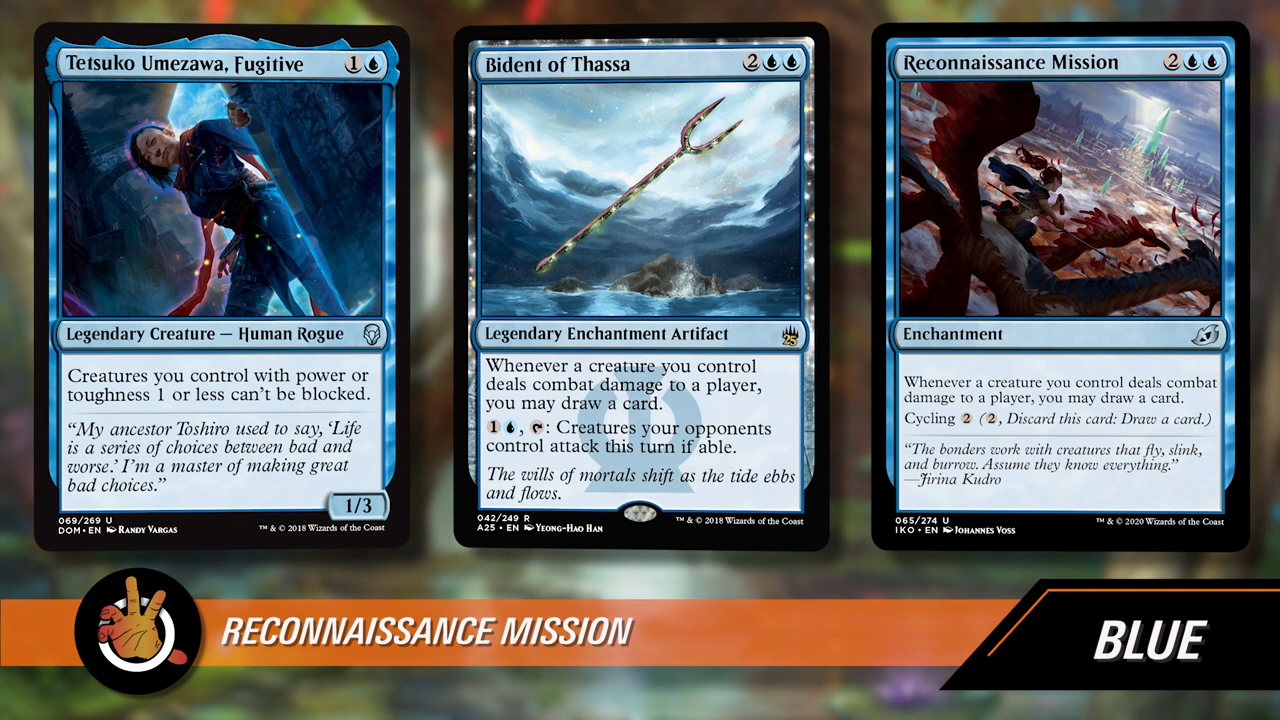 Tetsuko Umezawa, Fugitive 1
Legendary Creature — Human Rogue
Creatures you control with power or
toughness 1 or less can't be blocked.
"My ancestor Toshiro used to say, 'Life
is a series of choices between bad and
worse.' I'm a master of making great
bad choices."
1/3
069/269 U
DOM • EN RANDY VARGAS
™ & © 2018 Wizards of the Coast
Bident of Thassa 2
Legendary Enchantment Artifact
25
Whenever a creature you control
deals combat damage to a player,
you may draw a card.
1 , : Creatures your opponents
control attack this turn if able.
The wills of mortals shift as the tide ebbs
and flows.
042/249 R
A25 • EN YEONG-HAO HAN
™ & © 2018 Wizards of the Coast
Reconnaissance Mission 2
Enchantment
Whenever a creature you control deals combat
damage to a player, you may draw a card.
Cycling 2 (2, Discard this card: Draw a card.)
"The bonders work with creatures that fly, slink,
and burrow. Assume they know everything."
—Jirina Kudro
065/274 U
IKO • EN JOHANNES VOSS
™ & © 2020 Wizards of the Coast
RECONNAISSANCE MISSION
BLUE